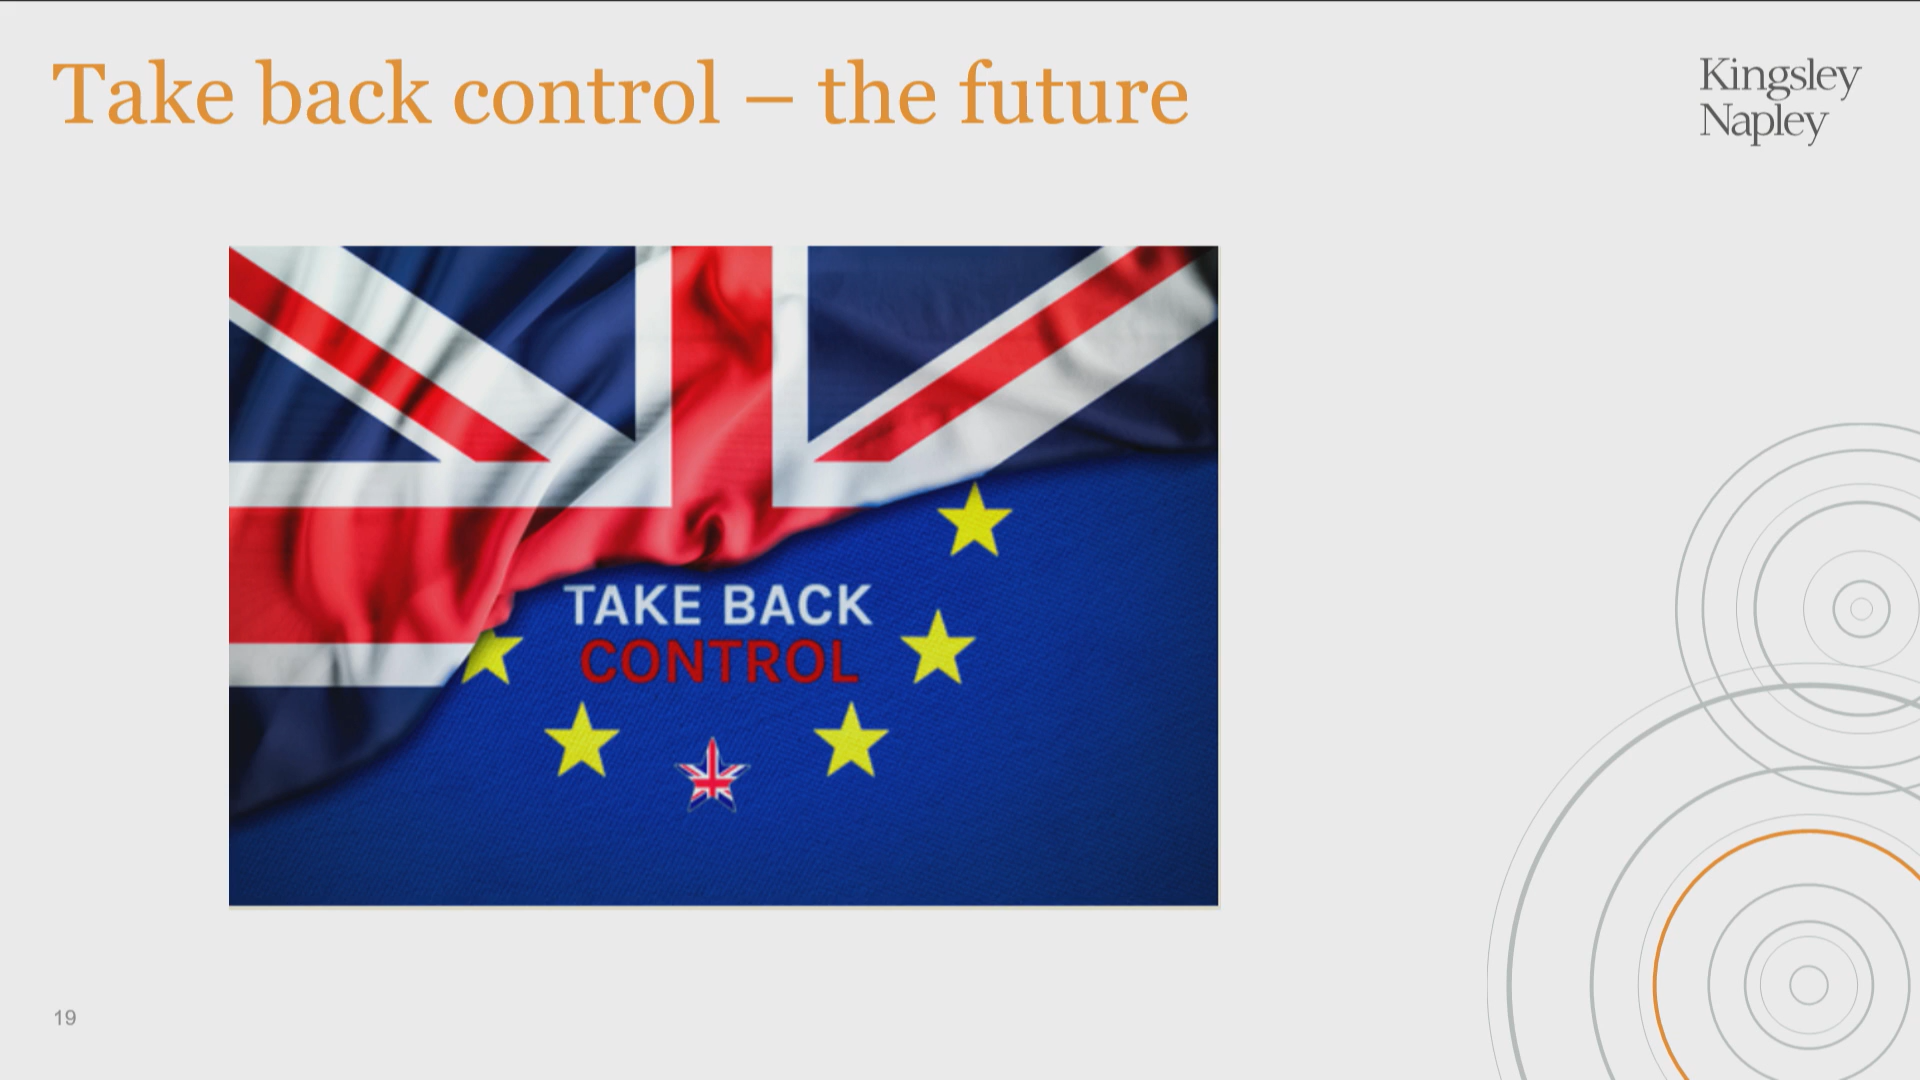 Take back control – the future
Kingsley
Napley
TAKE BACK
CONTROL
19